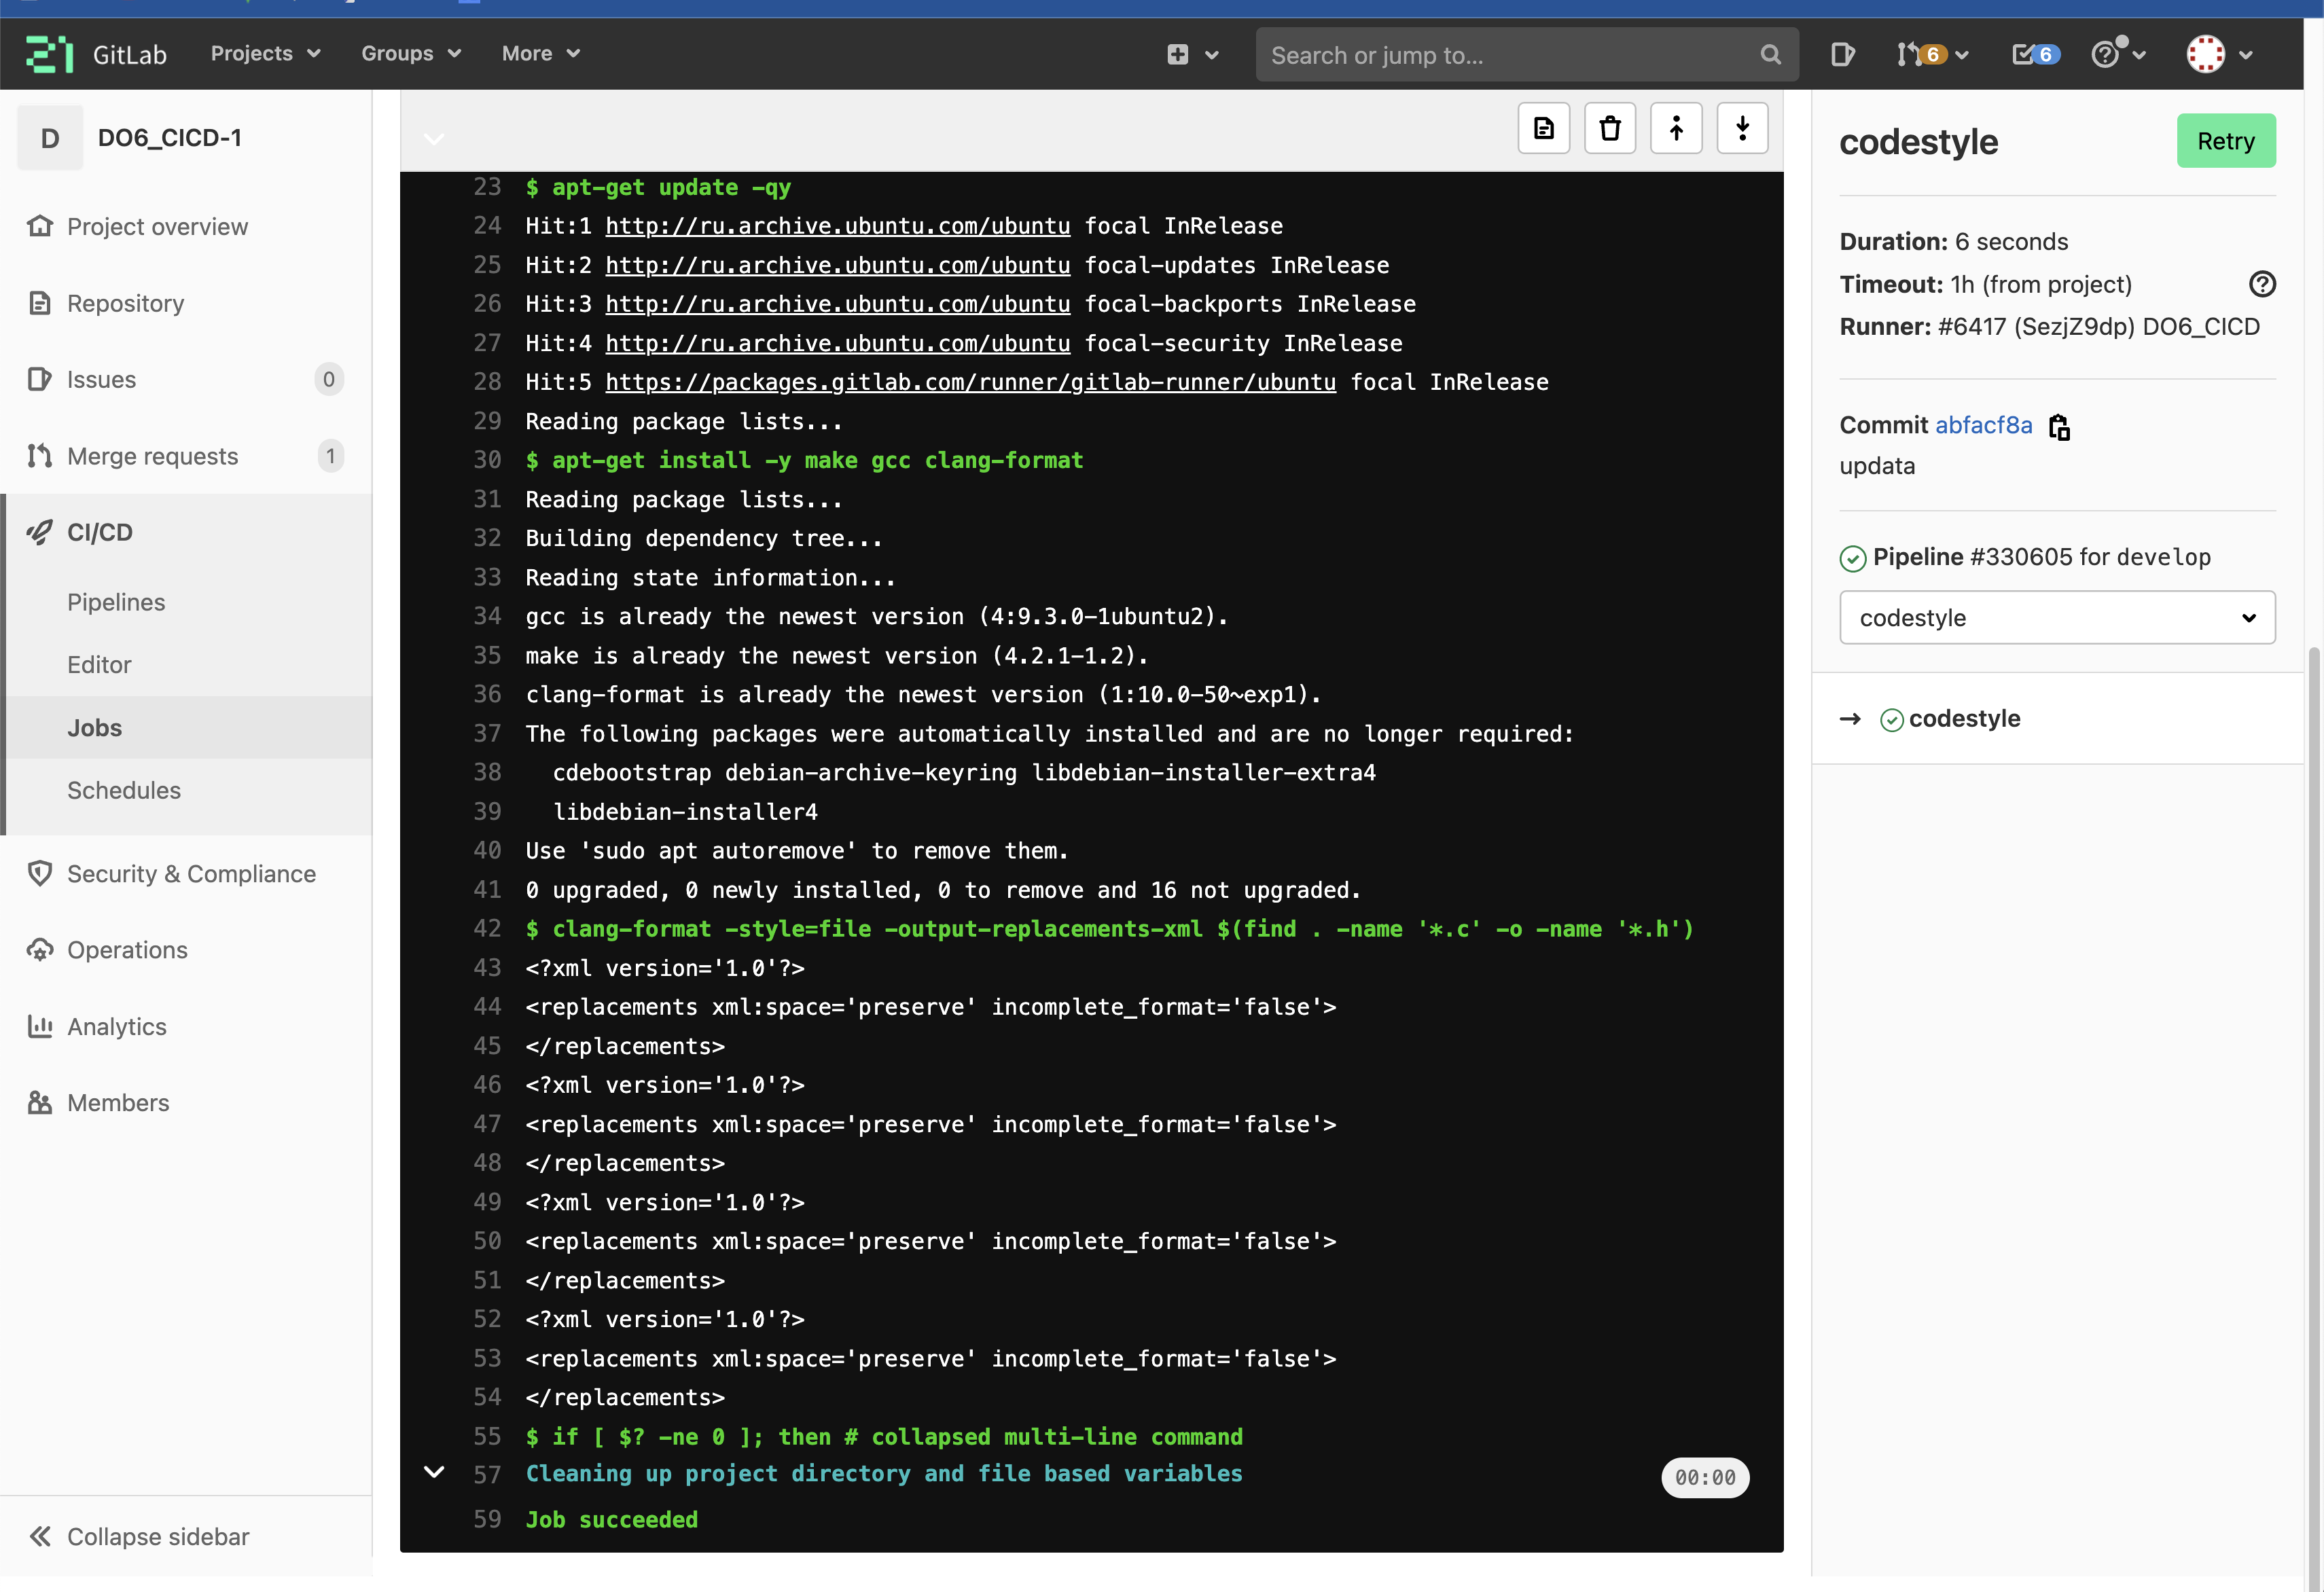 GitLab Projects Groups More Search or jump to... 6 6
D DO6_CICD-1
Project overview
Repository
Issues 0
Merge requests 1
CI/CD
Pipelines
Editor
Jobs
Schedules
Security & Compliance
Operations
Analytics
Members
Collapse sidebar
23 $ apt-get update -qy
24 Hit:1 http://ru.archive.ubuntu.com/ubuntu focal InRelease
25 Hit:2 http://ru.archive.ubuntu.com/ubuntu focal-updates InRelease
26 Hit:3 http://ru.archive.ubuntu.com/ubuntu focal-backports InRelease
27 Hit:4 http://ru.archive.ubuntu.com/ubuntu focal-security InRelease
28 Hit:5 https://packages.gitlab.com/runner/gitlab-runner/ubuntu focal InRelease
29 Reading package lists...
30 $ apt-get install -y make gcc clang-format
31 Reading package lists...
32 Building dependency tree...
33 Reading state information...
34 gcc is already the newest version (4:9.3.0-1ubuntu2).
35 make is already the newest version (4.2.1-1.2).
36 clang-format is already the newest version (1:10.0-50~exp1).
37 The following packages were automatically installed and are no longer required:
38 cdebootstrap debian-archive-keyring libdebian-installer-extra4
39 libdebian-installer4
40 Use 'sudo apt autoremove' to remove them.
41 0 upgraded, 0 newly installed, 0 to remove and 16 not upgraded.
42 $ clang-format -style=file -output-replacements-xml $(find . -name '*.c' -o -name '*.h')
43 <?xml version='1.0'?>
44 <replacements xml:space='preserve' incomplete_format='false'>
45 </replacements>
46 <?xml version='1.0'?>
47 <replacements xml:space='preserve' incomplete_format='false'>
48 </replacements>
49 <?xml version='1.0'?>
50 <replacements xml:space='preserve' incomplete_format='false'>
51 </replacements>
52 <?xml version='1.0'?>
53 <replacements xml:space='preserve' incomplete_format='false'>
54 </replacements>
55 $ if [ $? -ne 0 ]; then # collapsed multi-line command
57 Cleaning up project directory and file based variables 00:00
59 Job succeeded
codestyle Retry
Duration: 6 seconds
Timeout: 1h (from project)
Runner: #6417 (SezjZ9dp) DO6_CICD
Commit abfacf8a
updata
Pipeline #330605 for develop
codestyle
codestyle